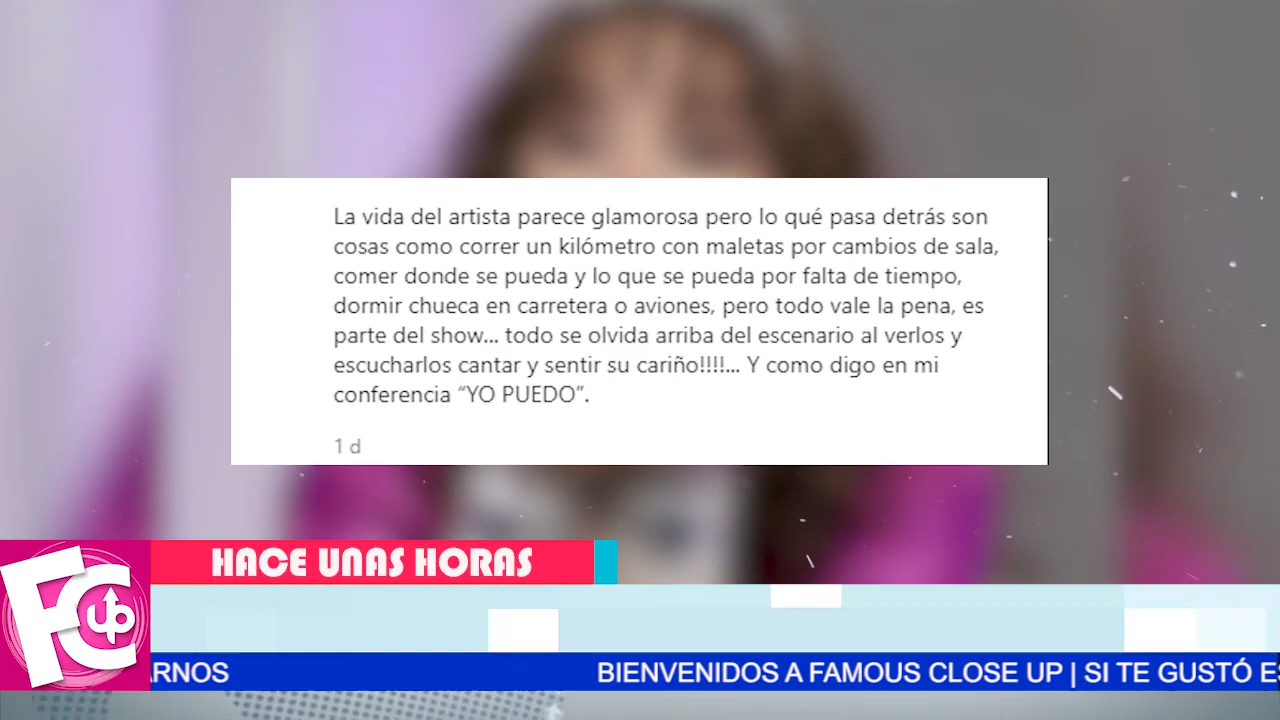 La vida del artista parece glamorosa pero lo qué pasa detrás son
cosas como correr un kilómetro con maletas por cambios de sala,
comer donde se pueda y lo que se pueda por falta de tiempo,
dormir chueca en carretera o aviones, pero todo vale la pena, es
parte del show... todo se olvida arriba del escenario al verlos y
escucharlos cantar y sentir su cariño!!!!... Y como digo en mi
conferencia “YO PUEDO”.
1 d
HACE UNAS HORAS
FC up
ARNOS BIENVENIDOS A FAMOUS CLOSE UP | SI TE GUSTÓ ES